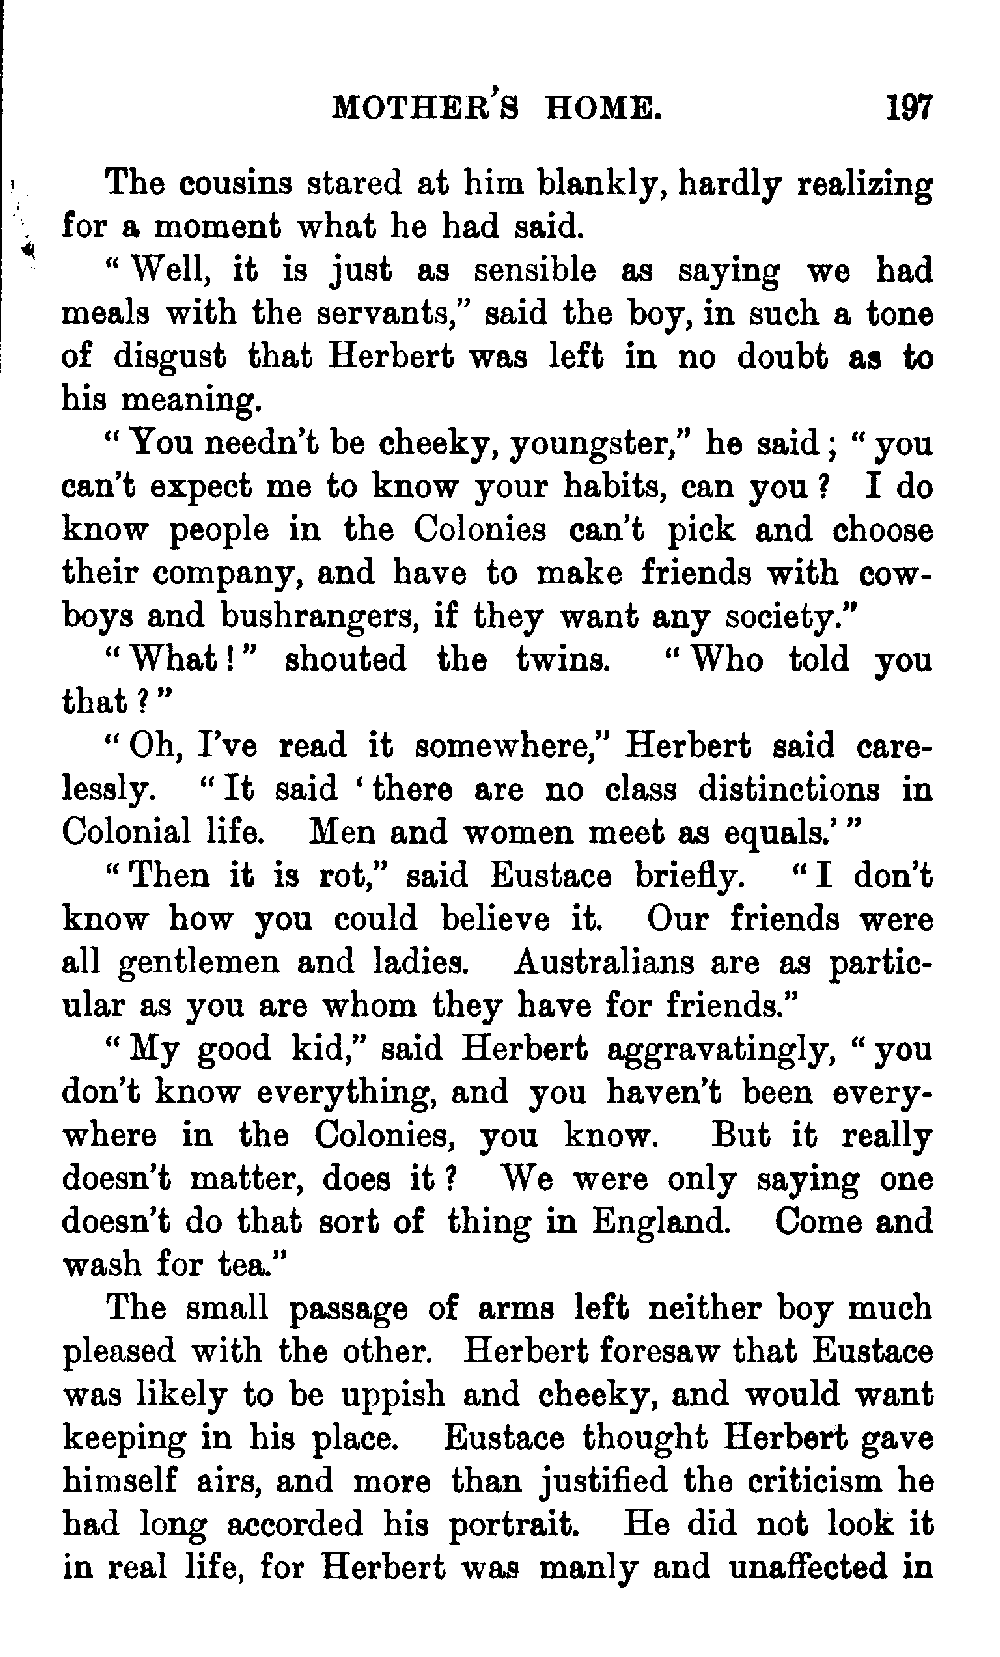 MOTHER'S HOME. 197
The cousins stared at him blankly, hardly realizing
for a moment what he had said.
"Well, it is just as sensible as saying we had
meals with the servants," said the boy, in such a tone
of disgust that Herbert was left in no doubt as to
his meaning.
"You needn't be cheeky, youngster," he said; "you
can't expect me to know your habits, can you? I do
know people in the Colonies can't pick and choose
their company, and have to make friends with cow-
boys and bushrangers, if they want any society."
"What!" shouted the twins. "Who told you
that?"
"Oh, I've read it somewhere," Herbert said care-
lessly. "It said 'there are no class distinctions in
Colonial life. Men and women meet as equals.'"
"Then it is rot," said Eustace briefly. "I don't
know how you could believe it. Our friends were
all gentlemen and ladies. Australians are as partic-
ular as you are whom they have for friends."
"My good kid," said Herbert aggravatingly, "you
don't know everything, and you haven't been every-
where in the Colonies, you know. But it really
doesn't matter, does it? We were only saying one
doesn't do that sort of thing in England. Come and
wash for tea."
The small passage of arms left neither boy much
pleased with the other. Herbert foresaw that Eustace
was likely to be uppish and cheeky, and would want
keeping in his place. Eustace thought Herbert gave
himself airs, and more than justified the criticism he
had long accorded his portrait. He did not look it
in real life, for Herbert was manly and unaffected in